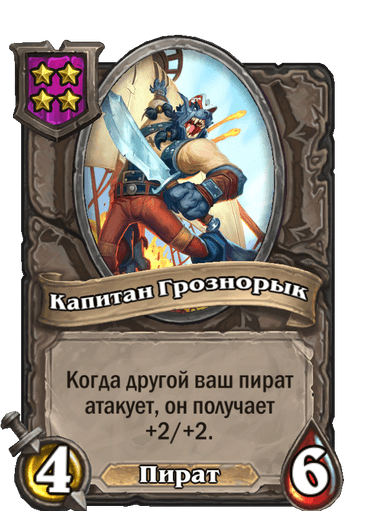 Капитан Грознорык
Когда другой ваш пират
атакует, он получает
+2/+2.
4
Пират
6